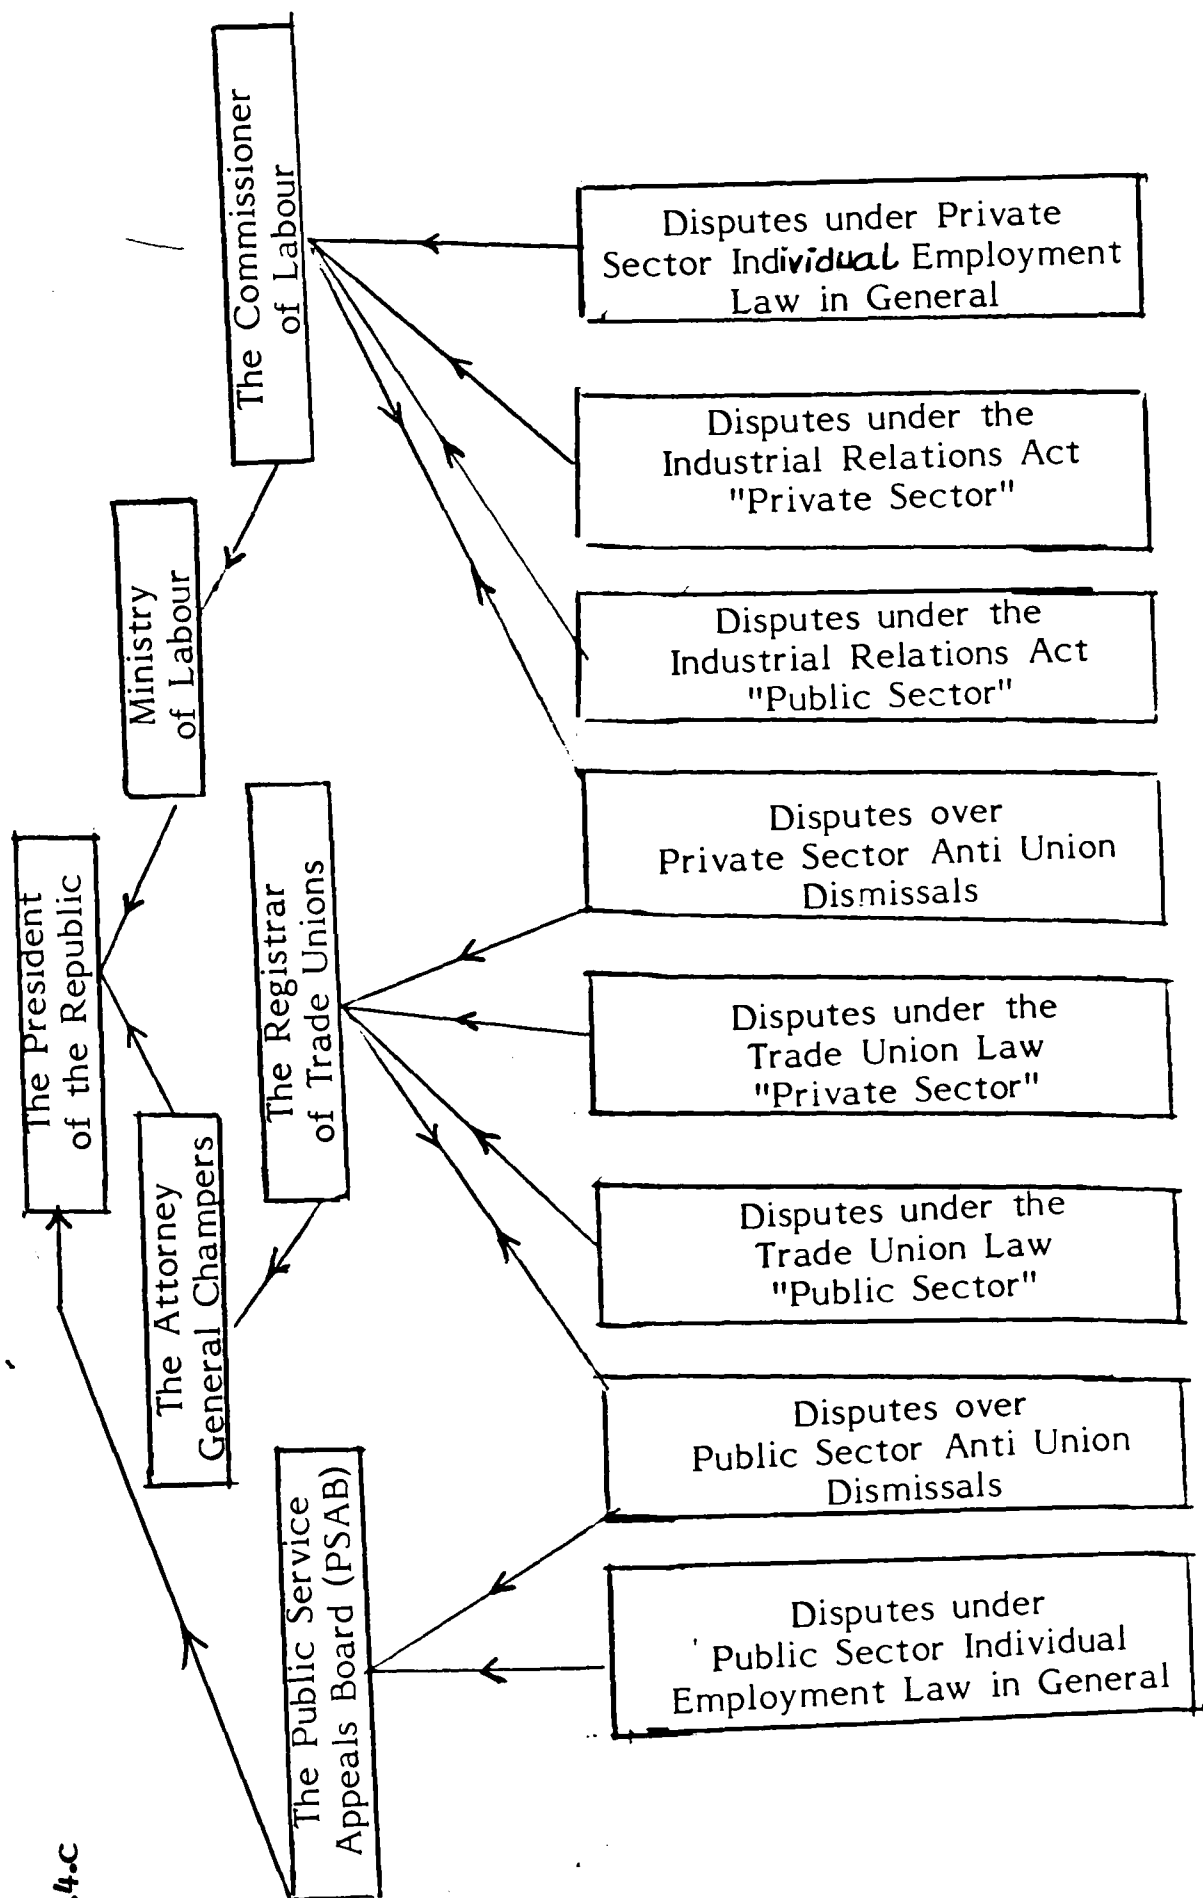 The President
of the Republic
Ministry
of Labour
The Attorney
General Champers
The Commissioner
of Labour
The Registrar
of Trade Unions
The Public Service
Appeals Board (PSAB)
Disputes under Private
Sector Individual Employment
Law in General
Disputes under the
Industrial Relations Act
"Private Sector"
Disputes under the
Industrial Relations Act
"Public Sector"
Disputes over
Private Sector Anti Union
Dismissals
Disputes under the
Trade Union Law
"Private Sector"
Disputes under the
Trade Union Law
"Public Sector"
Disputes over
Public Sector Anti Union
Dismissals
Disputes under
Public Sector Individual
Employment Law in General
4.C